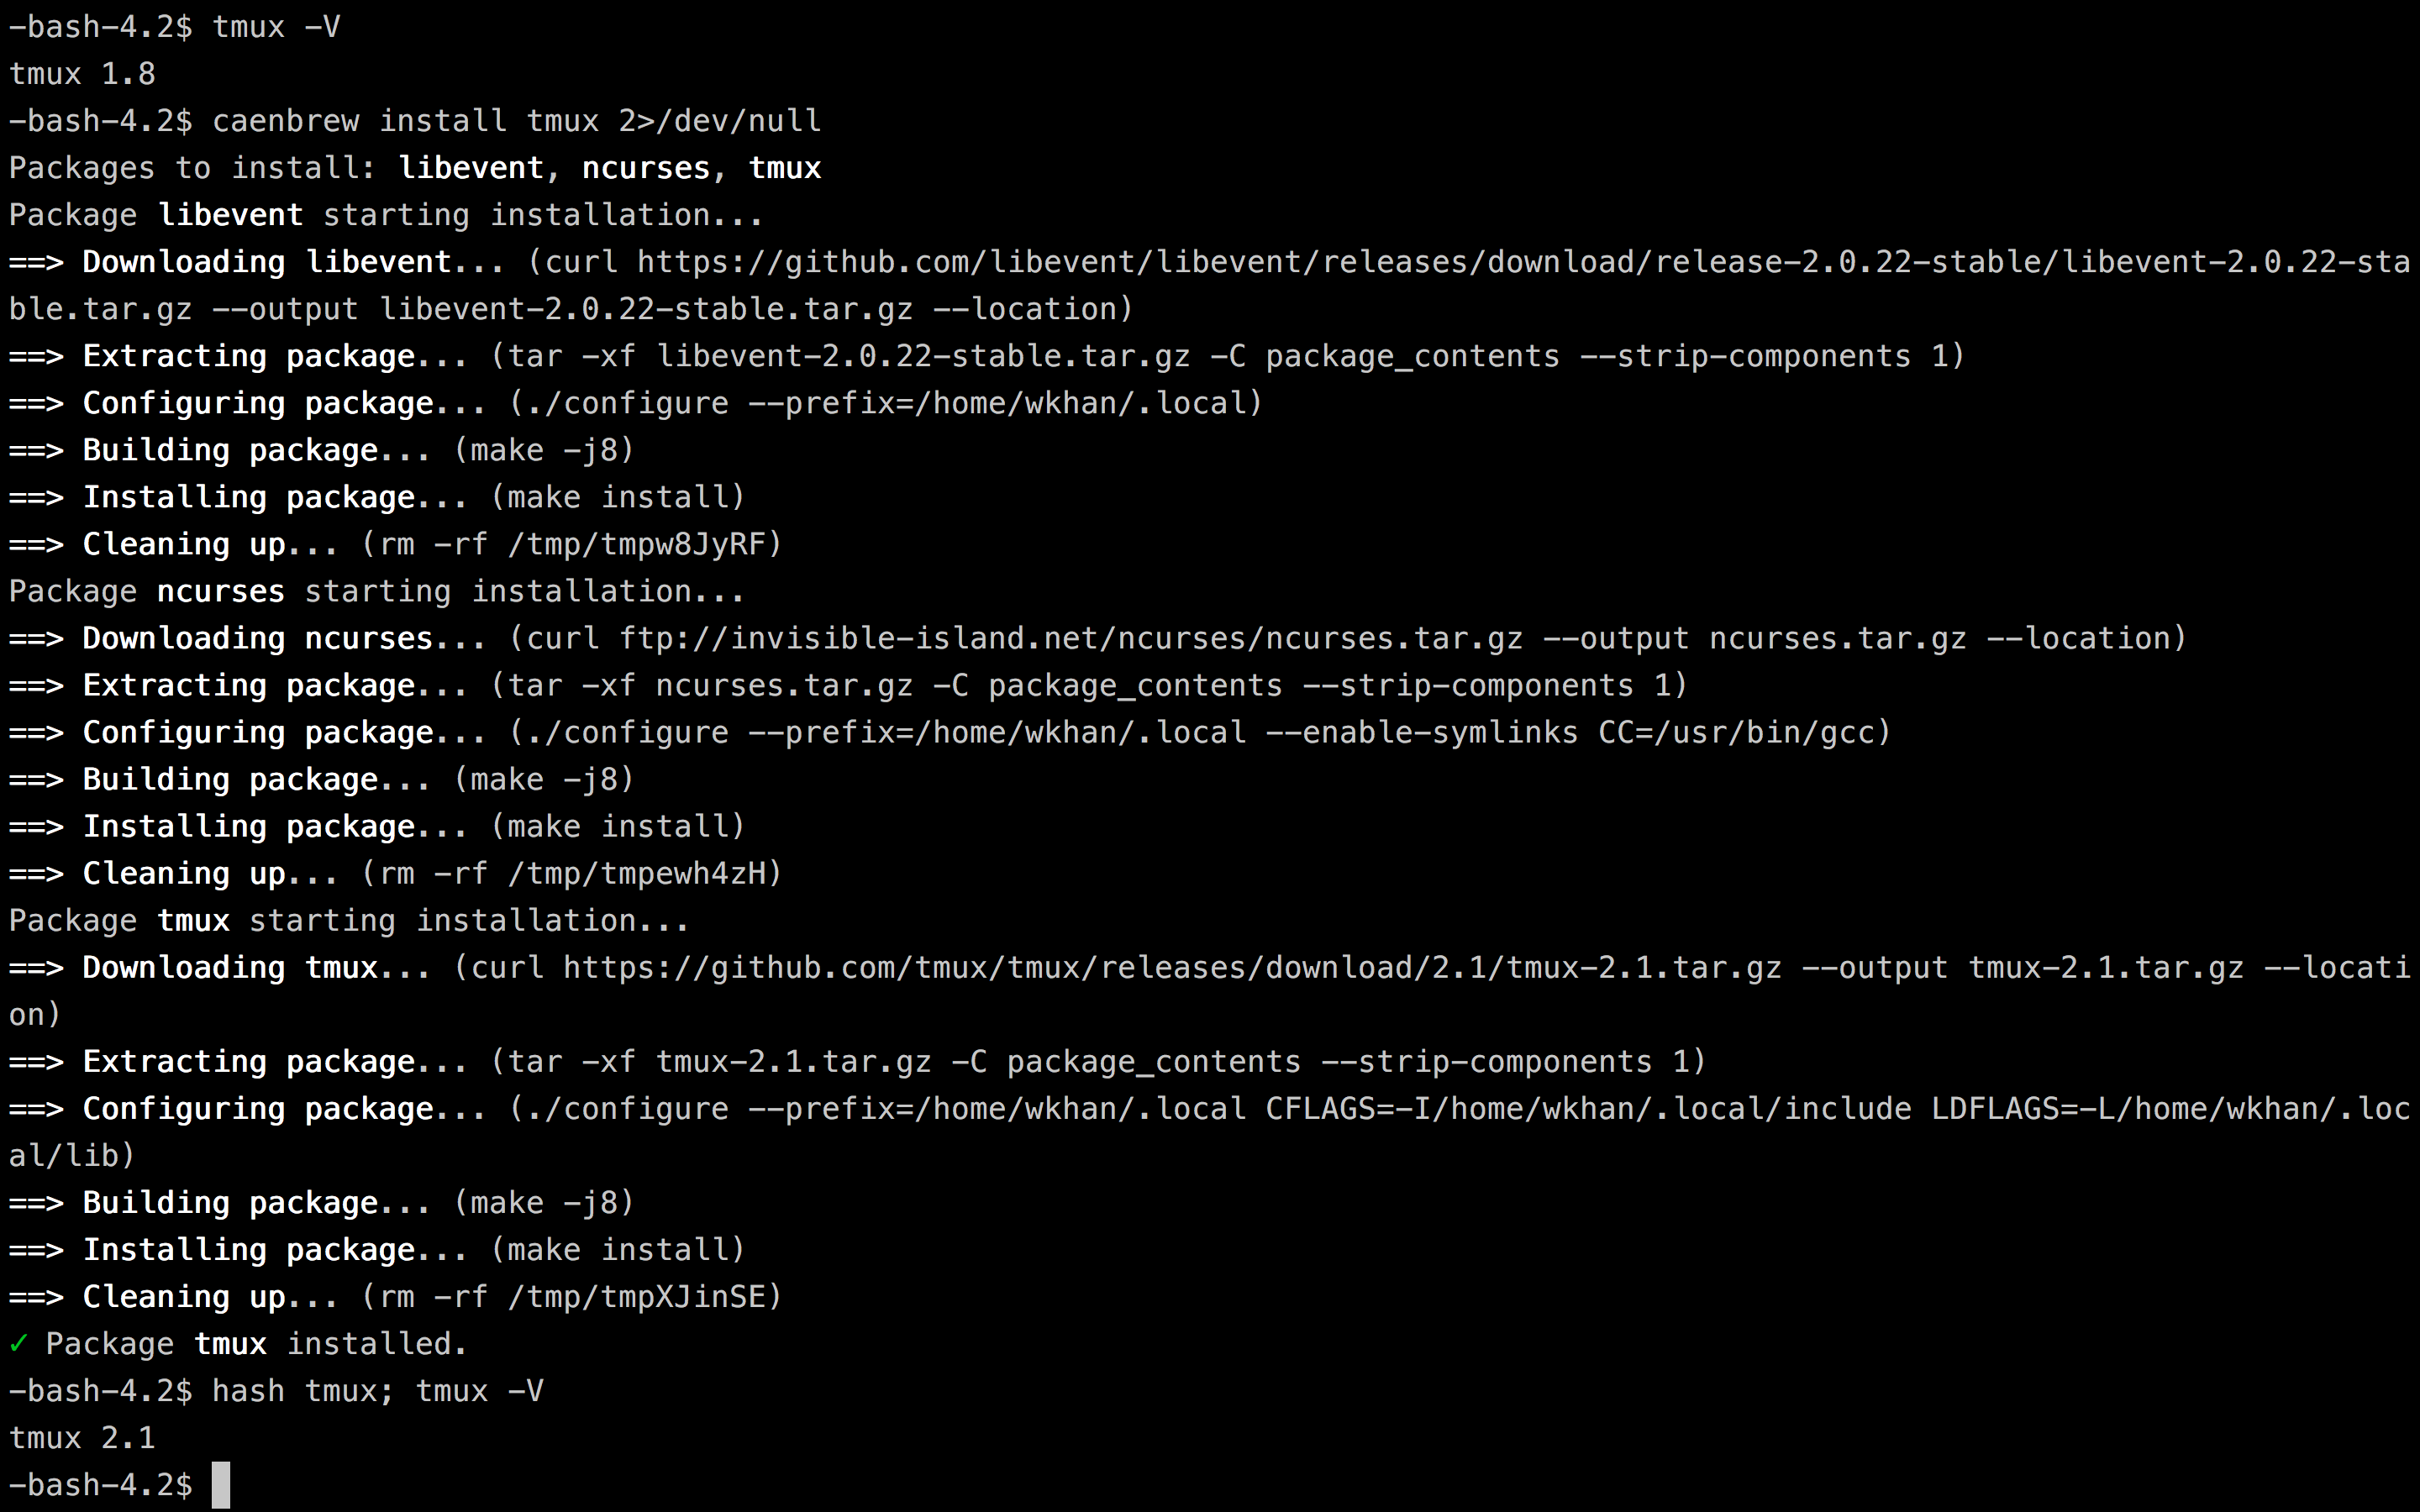 -bash-4.2$ tmux -V
tmux 1.8
-bash-4.2$ caenbrew install tmux 2>/dev/null
Packages to install: libevent, ncurses, tmux
Package libevent starting installation...
==> Downloading libevent... (curl https://github.com/libevent/libevent/releases/download/release-2.0.22-stable/libevent-2.0.22-sta
ble.tar.gz --output libevent-2.0.22-stable.tar.gz --location)
==> Extracting package... (tar -xf libevent-2.0.22-stable.tar.gz -C package_contents --strip-components 1)
==> Configuring package... (./configure --prefix=/home/wkhan/.local)
==> Building package... (make -j8)
==> Installing package... (make install)
==> Cleaning up... (rm -rf /tmp/tmpw8JyRF)
Package ncurses starting installation...
==> Downloading ncurses... (curl ftp://invisible-island.net/ncurses/ncurses.tar.gz --output ncurses.tar.gz --location)
==> Extracting package... (tar -xf ncurses.tar.gz -C package_contents --strip-components 1)
==> Configuring package... (./configure --prefix=/home/wkhan/.local --enable-symlinks CC=/usr/bin/gcc)
==> Building package... (make -j8)
==> Installing package... (make install)
==> Cleaning up... (rm -rf /tmp/tmpewh4zH)
Package tmux starting installation...
==> Downloading tmux... (curl https://github.com/tmux/tmux/releases/download/2.1/tmux-2.1.tar.gz --output tmux-2.1.tar.gz --locati
on)
==> Extracting package... (tar -xf tmux-2.1.tar.gz -C package_contents --strip-components 1)
==> Configuring package... (./configure --prefix=/home/wkhan/.local CFLAGS=-I/home/wkhan/.local/include LDFLAGS=-L/home/wkhan/.loc
al/lib)
==> Building package... (make -j8)
==> Installing package... (make install)
==> Cleaning up... (rm -rf /tmp/tmpXJinSE)
✓ Package tmux installed.
-bash-4.2$ hash tmux; tmux -V
tmux 2.1
-bash-4.2$